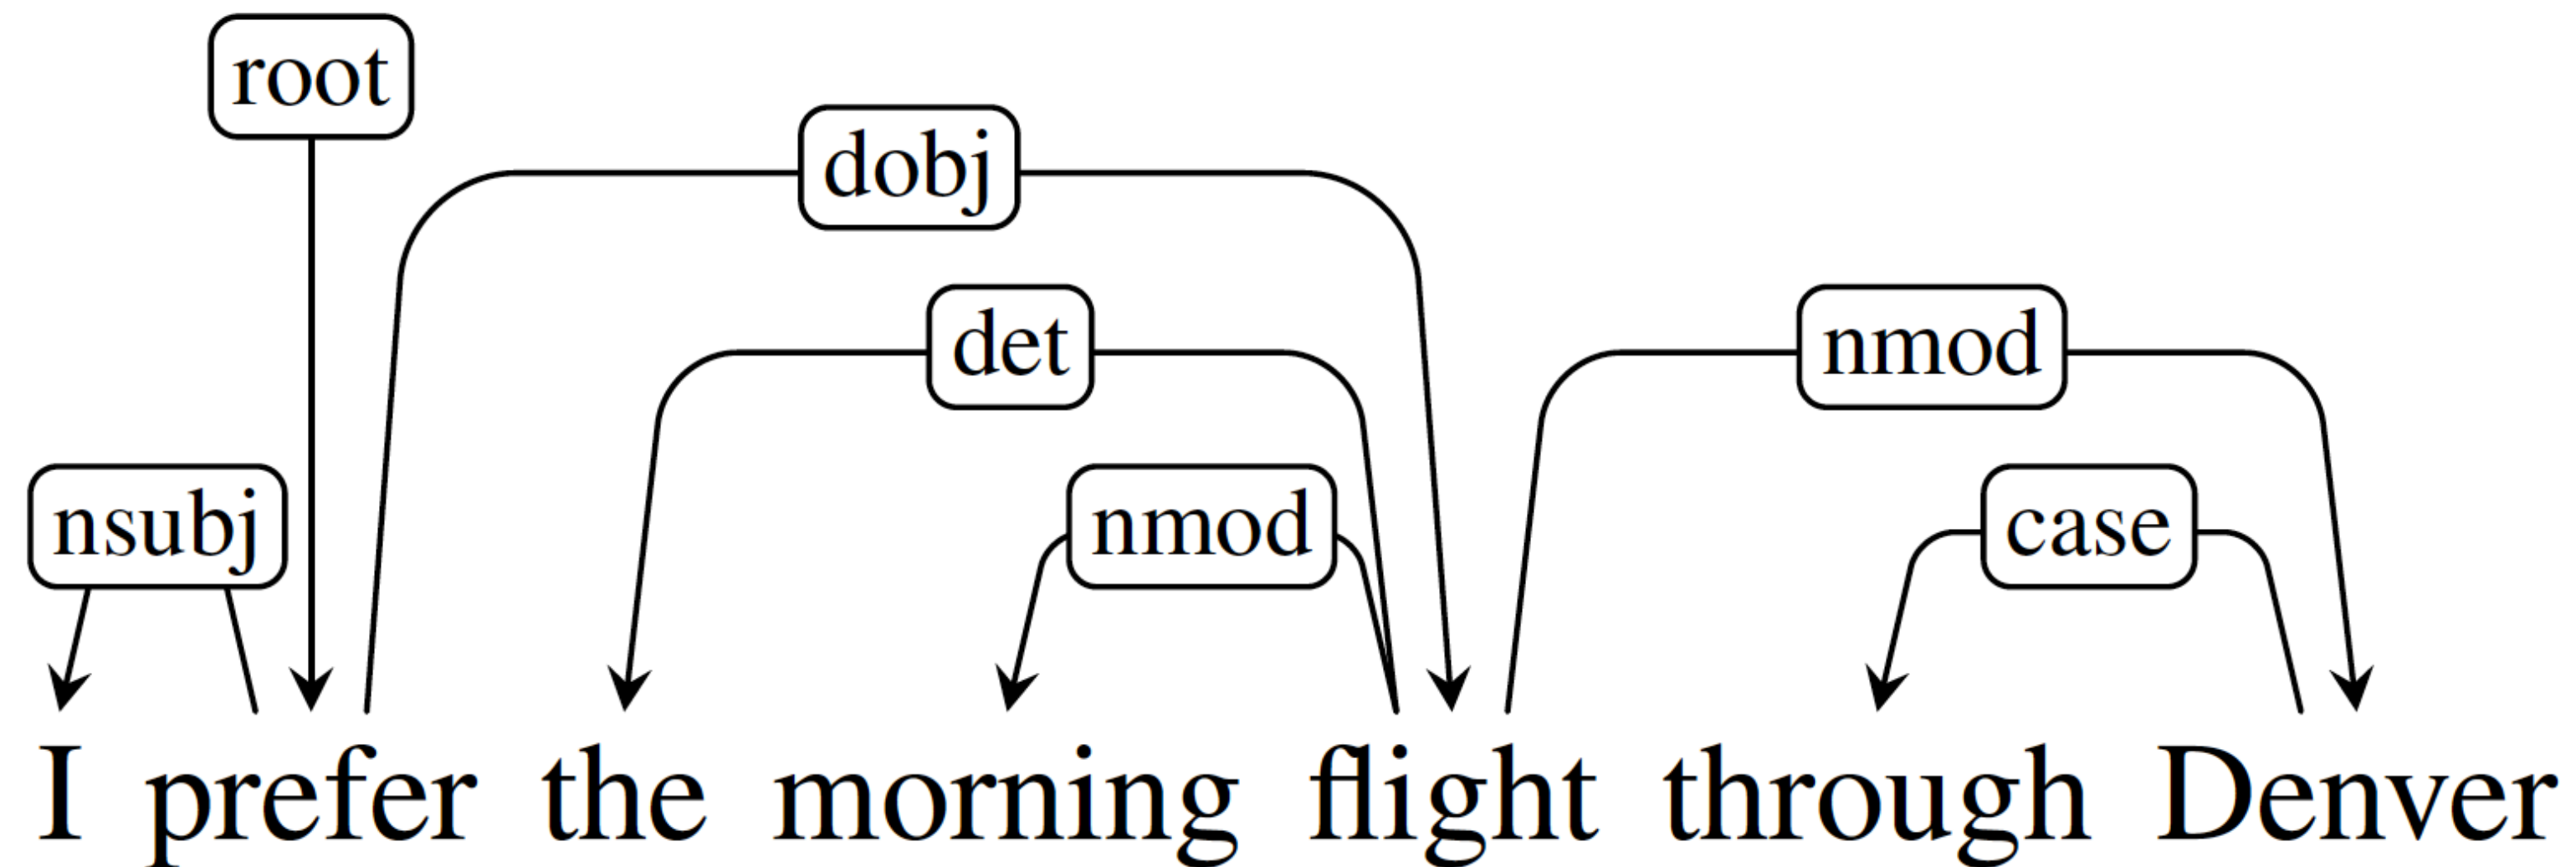 root
dobj
det
nmod
nsubj
nmod
case
I prefer the morning flight through Denver